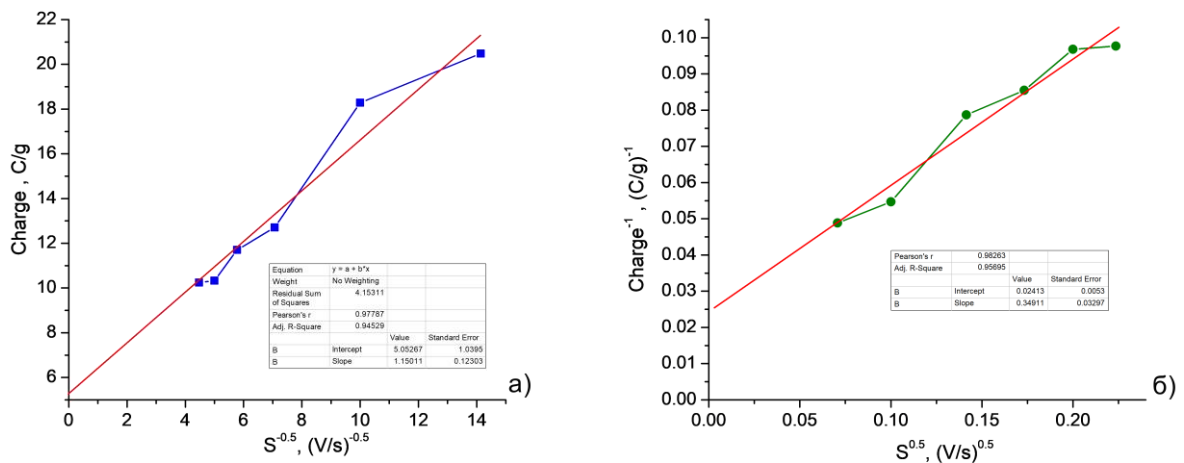 22
20
18
16
14
12
10
8
6
Charge , C/g
0 2 4 6 8 10 12 14
S^-0.5, (V/s)^-0.5
Equation y = a + b*x
Weight No Weighting
Residual Sum of Squares 4.15311
Pearson's r 0.97787
Adj. R-Square 0.94529
Value Standard Error
B Intercept 5.05267 1.0395
B Slope 1.15011 0.12303
а)
0.10
0.09
0.08
0.07
0.06
0.05
0.04
0.03
0.02
0.01
0.00
Charge^-1 , (C/g)^-1
0.00 0.05 0.10 0.15 0.20
S^0.5, (V/s)^0.5
Pearson's r 0.98263
Adj. R-Square 0.95695
Value Standard Error
B Intercept 0.02413 0.0053
B Slope 0.34911 0.03297
б)